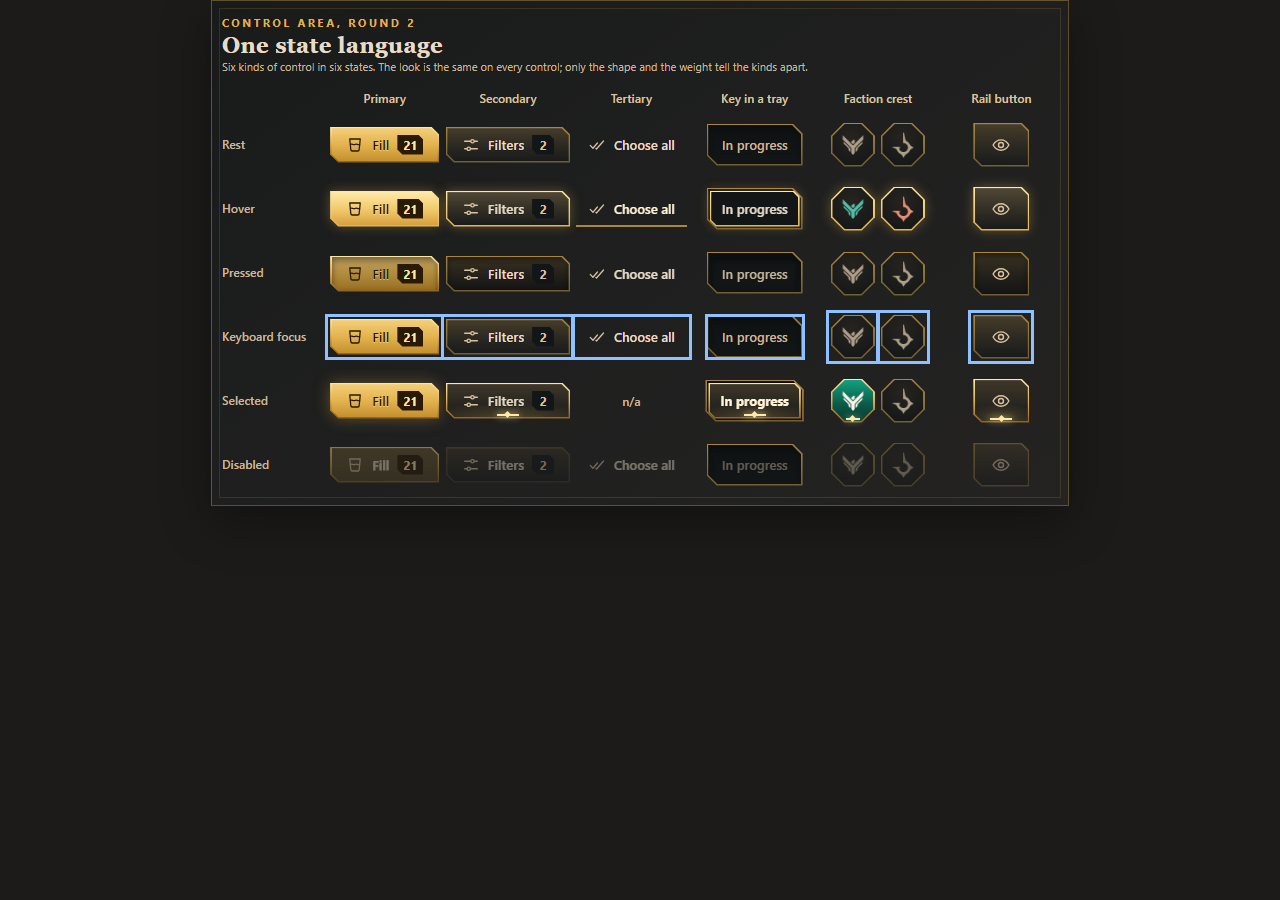 CONTROL AREA, ROUND 2
One state language
Six kinds of control in six states. The look is the same on every control; only the shape and the weight tell the kinds apart.
Primary Secondary Tertiary Key in a tray Faction crest Rail button
Rest Fill 21 Filters 2 Choose all In progress
Hover Fill 21 Filters 2 Choose all In progress
Pressed Fill 21 Filters 2 Choose all In progress
Keyboard focus Fill 21 Filters 2 Choose all In progress
Selected Fill 21 Filters 2 n/a In progress
Disabled Fill 21 Filters 2 Choose all In progress